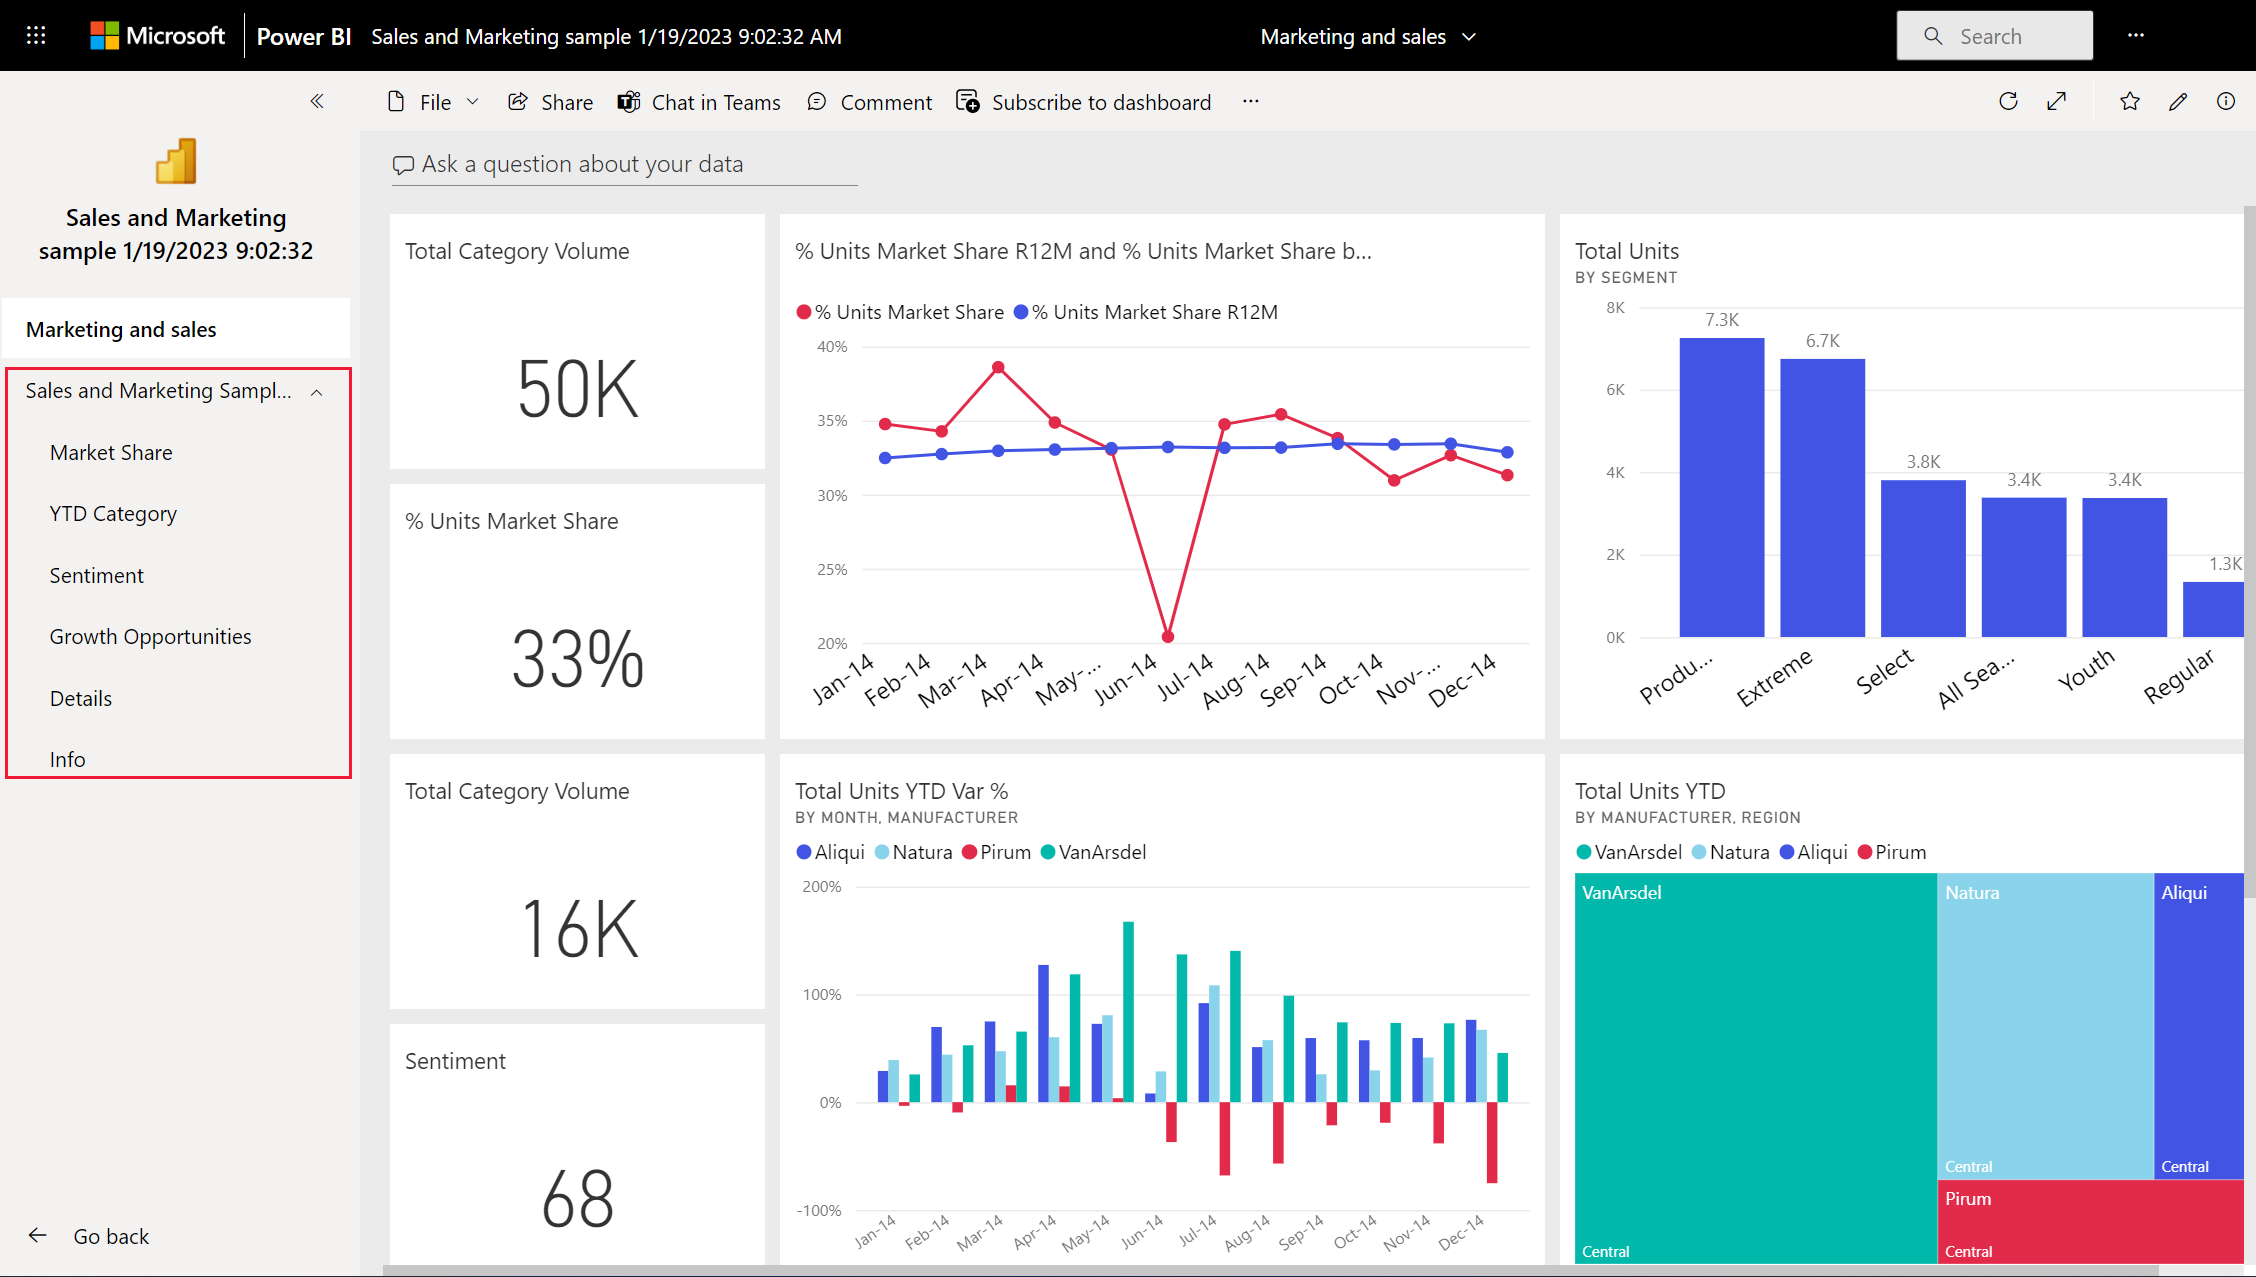 Microsoft
Power BI
Sales and Marketing sample 1/19/2023 9:02:32 AM
Marketing and sales
Search
File
Share
Chat in Teams
Comment
Subscribe to dashboard
Sales and Marketing
sample 1/19/2023 9:02:32
Marketing and sales
Sales and Marketing Sampl...
Market Share
YTD Category
Sentiment
Growth Opportunities
Details
Info
Go back
Ask a question about your data
Total Category Volume
50K
% Units Market Share
33%
Total Category Volume
16K
Sentiment
68
% Units Market Share R12M and % Units Market Share b...
% Units Market Share
% Units Market Share R12M
40%
35%
30%
25%
20%
Jan-14
Feb-14
Mar-14
Apr-14
May-...
Jun-14
Jul-14
Aug-14
Sep-14
Oct-14
Nov-...
Dec-14
Total Units
BY SEGMENT
8K
6K
4K
2K
0K
7.3K
6.7K
3.8K
3.4K
3.4K
1.3K
Produ...
Extreme
Select
All Sea...
Youth
Regular
Total Units YTD Var %
BY MONTH, MANUFACTURER
Aliqui
Natura
Pirum
VanArsdel
200%
100%
0%
-100%
Jan-14
Feb-14
Mar-14
Apr-14
May-14
Jun-14
Jul-14
Aug-14
Sep-14
Oct-14
Nov-14
Dec-14
Total Units YTD
BY MANUFACTURER, REGION
VanArsdel
Natura
Aliqui
Pirum
VanArsdel
Central
Natura
Central
Aliqui
Central
Pirum
Central